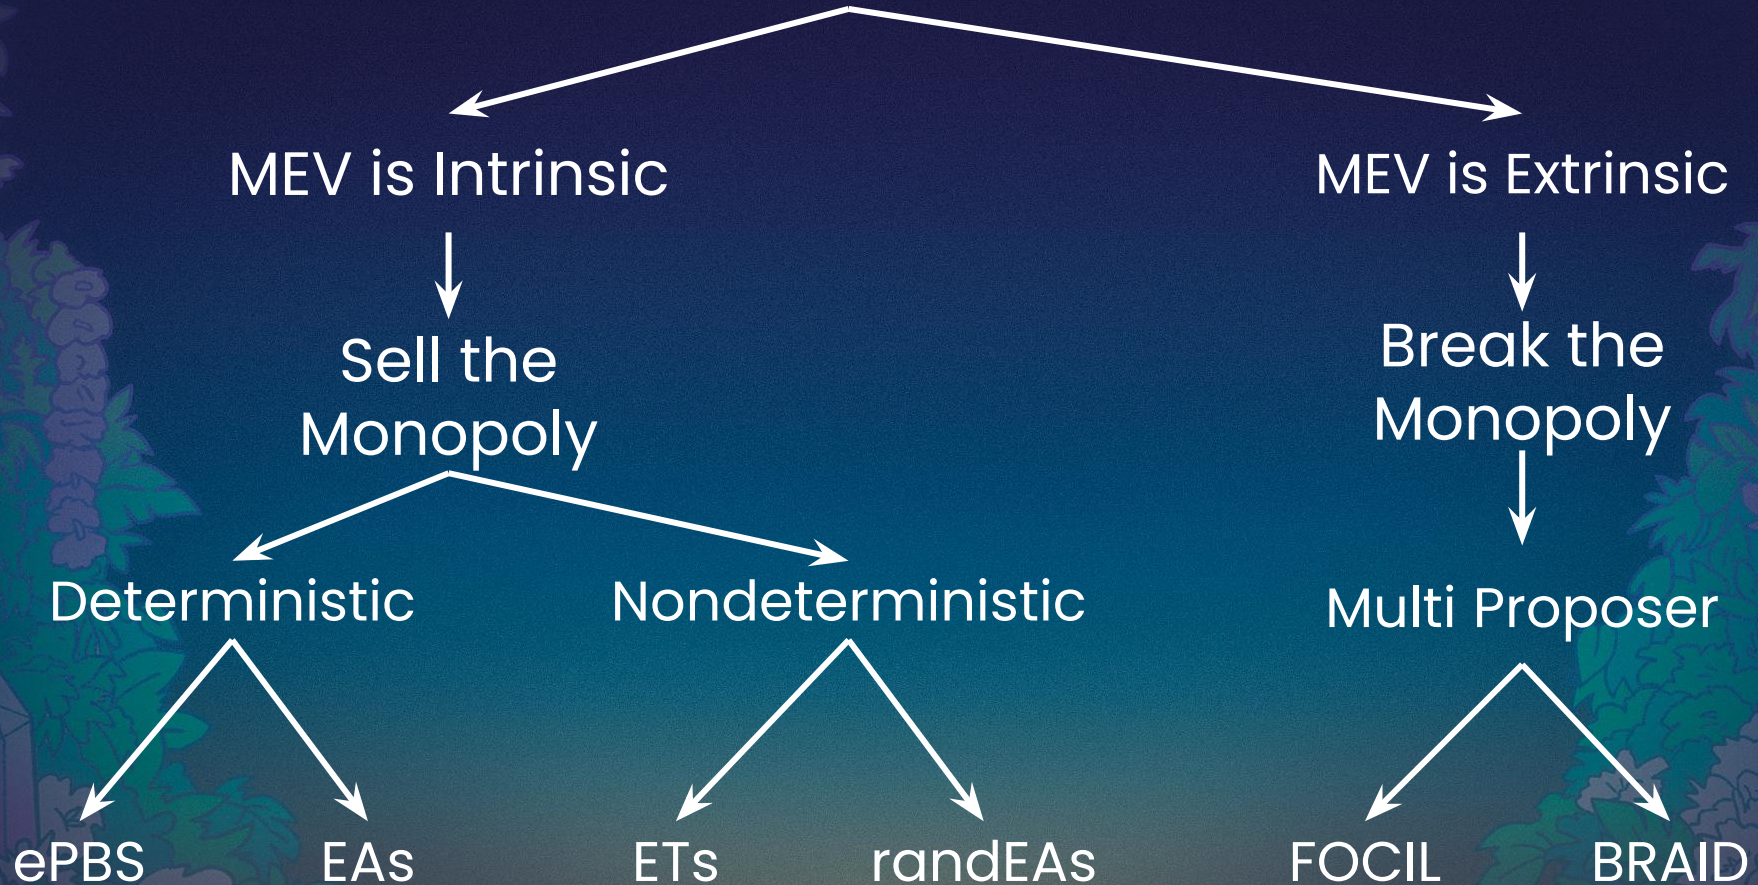 MEV is Intrinsic
MEV is Extrinsic
Sell the
Monopoly
Break the
Monopoly
Deterministic
Nondeterministic
Multi Proposer
ePBS
EAs
ETs
randEAs
FOCIL
BRAID